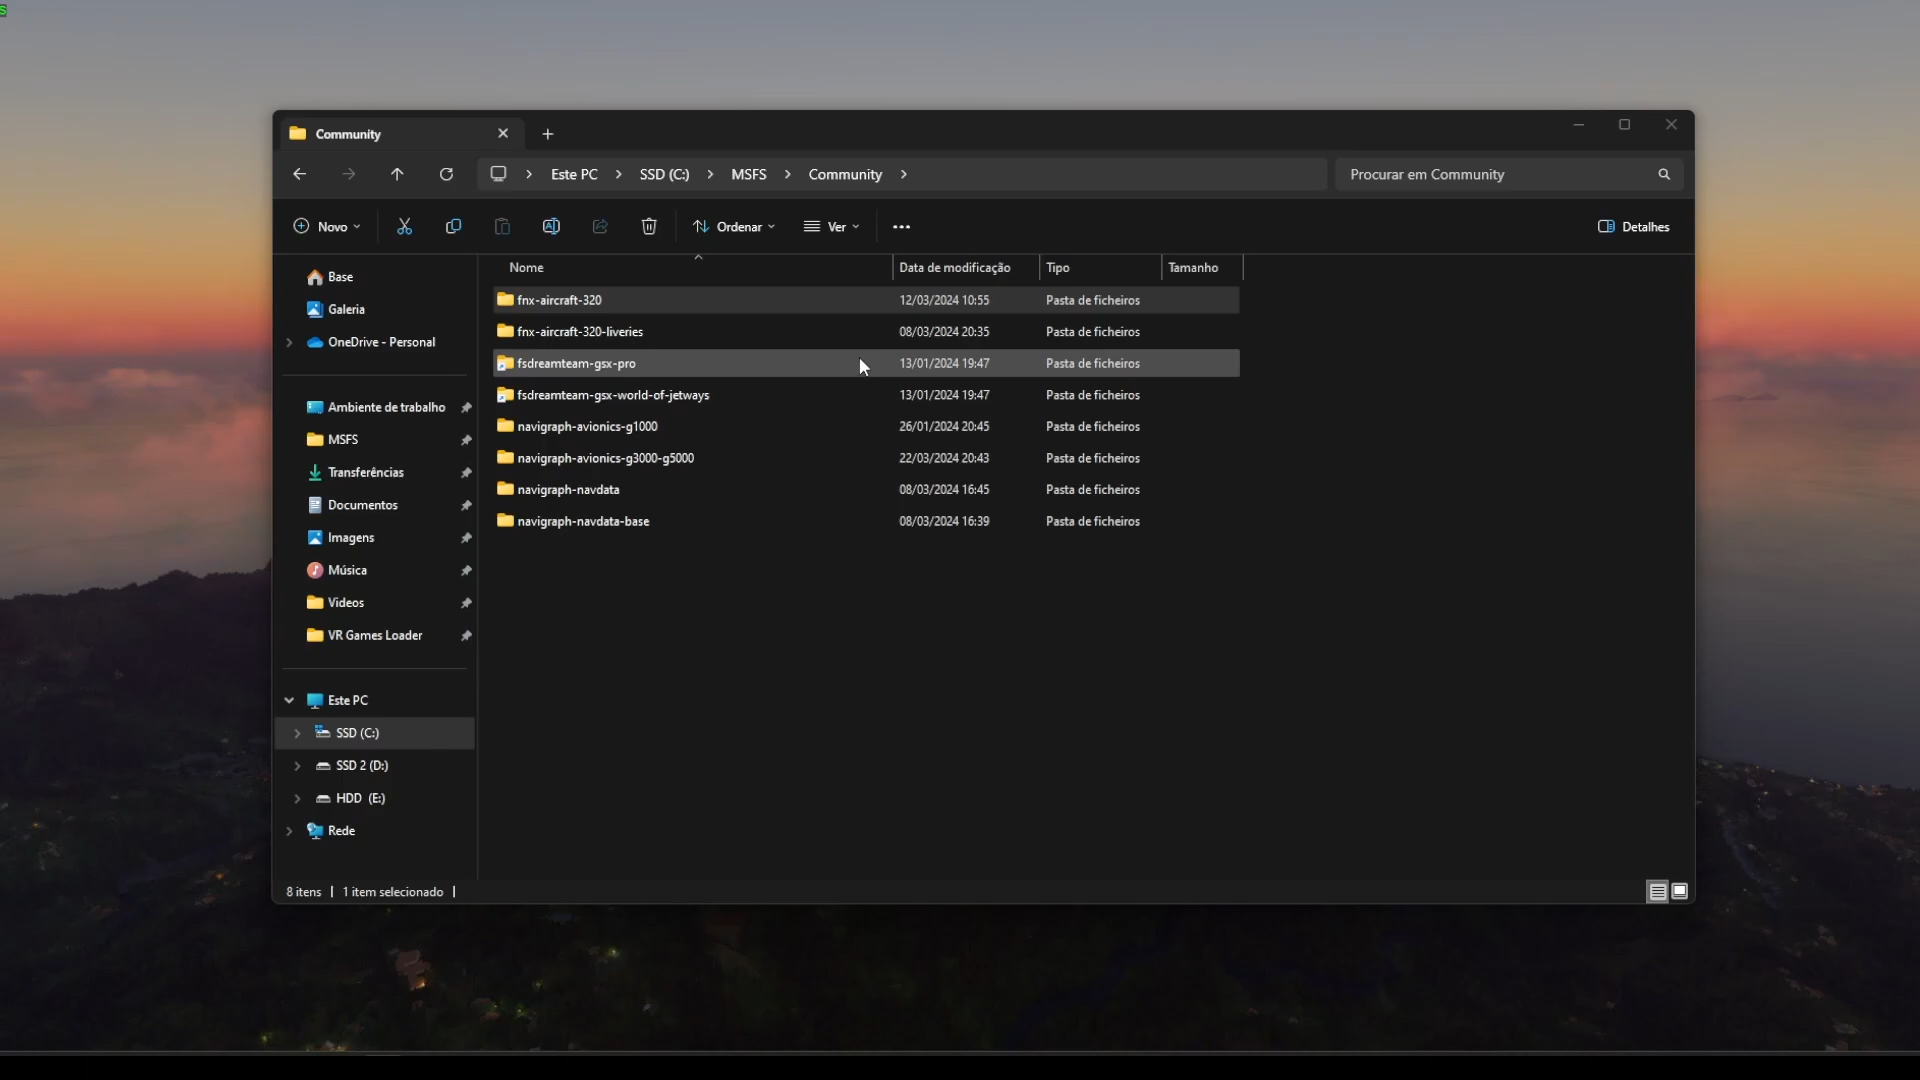 s
Community
Este PC > SSD (C:) > MSFS > Community >
Procurar em Community
Novo
Ordenar
Ver
Detalhes
Nome Data de modificação Tipo Tamanho
Base
Galeria
OneDrive - Personal
Ambiente de trabalho
MSFS
Transferências
Documentos
Imagens
Música
Videos
VR Games Loader
Este PC
SSD (C:)
SSD 2 (D:)
HDD (E:)
Rede
fnx-aircraft-320 12/03/2024 10:55 Pasta de ficheiros
fnx-aircraft-320-liveries 08/03/2024 20:35 Pasta de ficheiros
fsdreamteam-gsx-pro 13/01/2024 19:47 Pasta de ficheiros
fsdreamteam-gsx-world-of-jetways 13/01/2024 19:47 Pasta de ficheiros
navigraph-avionics-g1000 26/01/2024 20:45 Pasta de ficheiros
navigraph-avionics-g3000-g5000 22/03/2024 20:43 Pasta de ficheiros
navigraph-navdata 08/03/2024 16:45 Pasta de ficheiros
navigraph-navdata-base 08/03/2024 16:39 Pasta de ficheiros
8 itens | 1 item selecionado |